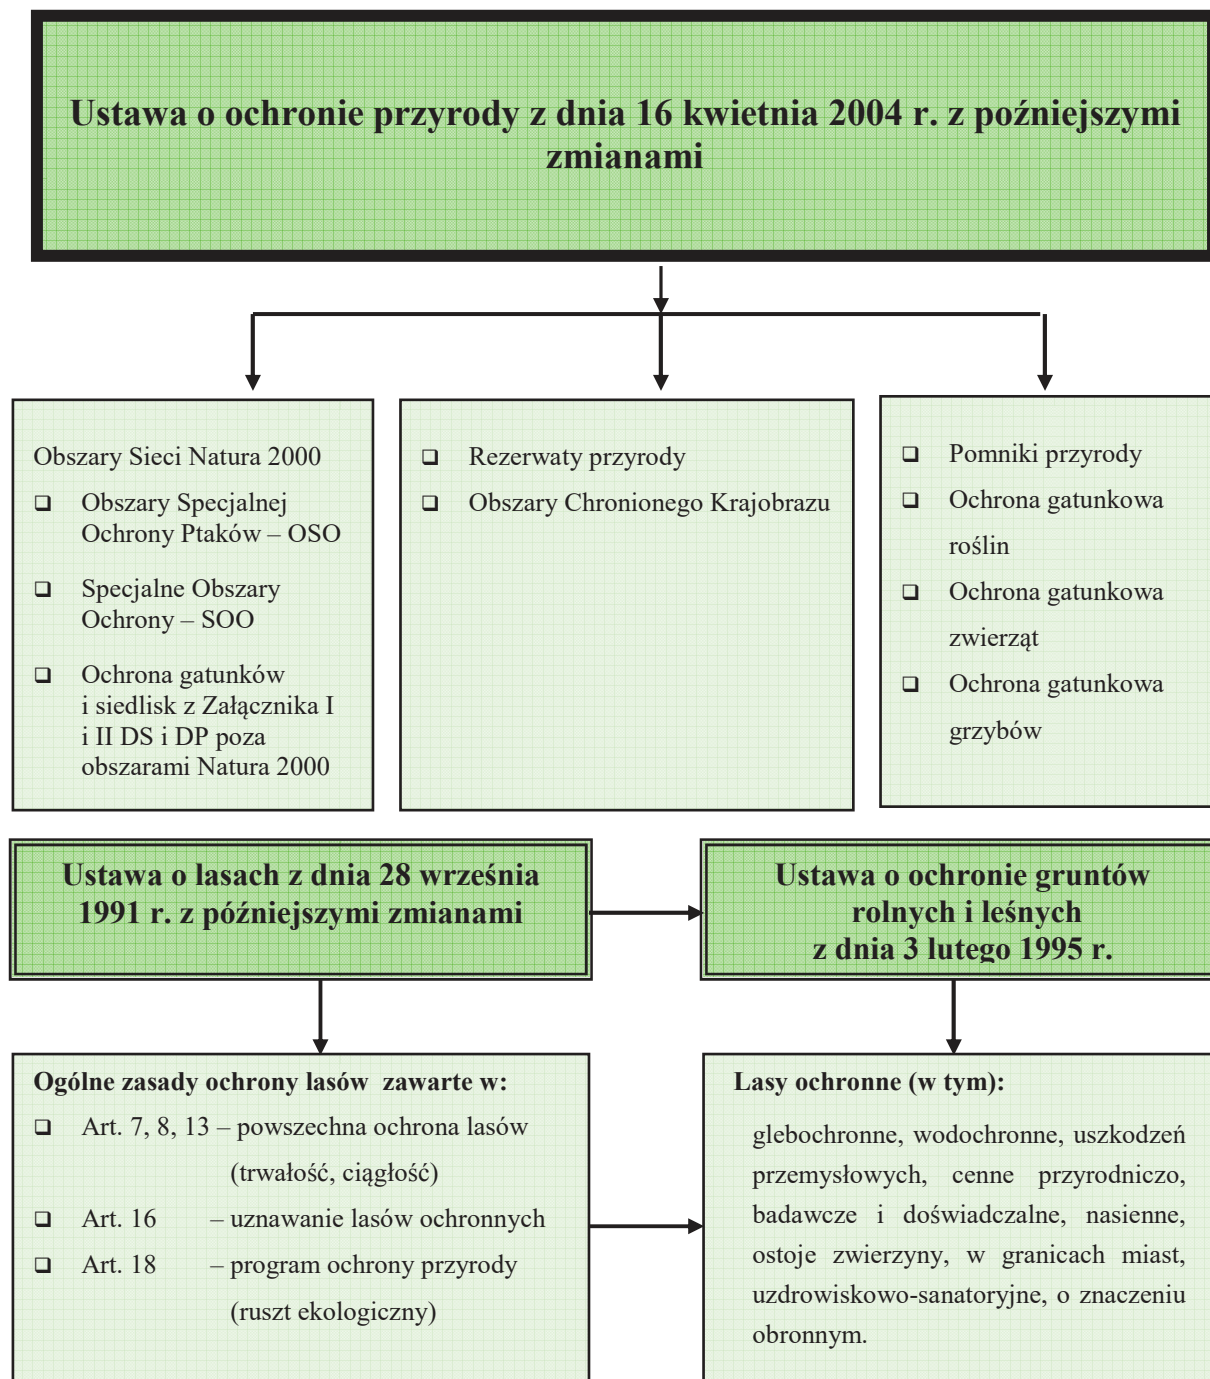 Ustawa o ochronie przyrody z dnia 16 kwietnia 2004 r. z poźniejszymi
zmianami
Obszary Sieci Natura 2000
❑ Obszary Specjalnej
Ochrony Ptaków – OSO
❑ Specjalne Obszary
Ochrony – SOO
❑ Ochrona gatunków
i siedlisk z Załącznika I
i II DS i DP poza
obszarami Natura 2000
❑ Rezerwaty przyrody
❑ Obszary Chronionego Krajobrazu
❑ Pomniki przyrody
❑ Ochrona gatunkowa
roślin
❑ Ochrona gatunkowa
zwierząt
❑ Ochrona gatunkowa
grzybów
Ustawa o lasach z dnia 28 września
1991 r. z późniejszymi zmianami
Ustawa o ochronie gruntów
rolnych i leśnych
z dnia 3 lutego 1995 r.
Ogólne zasady ochrony lasów zawarte w:
❑ Art. 7, 8, 13 – powszechna ochrona lasów
(trwałość, ciągłość)
❑ Art. 16 – uznawanie lasów ochronnych
❑ Art. 18 – program ochrony przyrody
(ruszt ekologiczny)
Lasy ochronne (w tym):
glebochronne, wodochronne, uszkodzeń
przemysłowych, cenne przyrodniczo,
badawcze i doświadczalne, nasienne,
ostoje zwierzyny, w granicach miast,
uzdrowiskowo-sanatoryjne, o znaczeniu
obronnym.